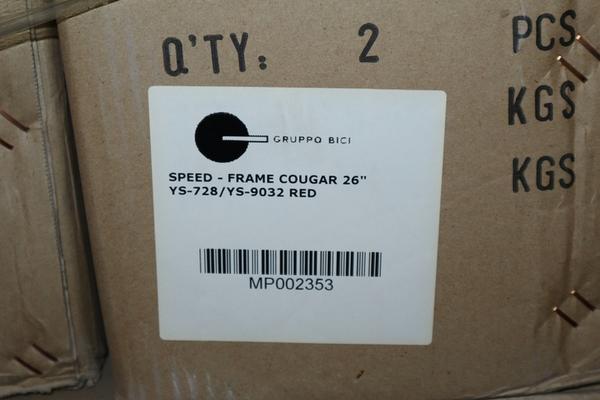 Q'TY: 2 PCS
KGS
KGS
GRUPPO BICI
SPEED - FRAME COUGAR 26"
YS-728/YS-9032 RED
MP002353